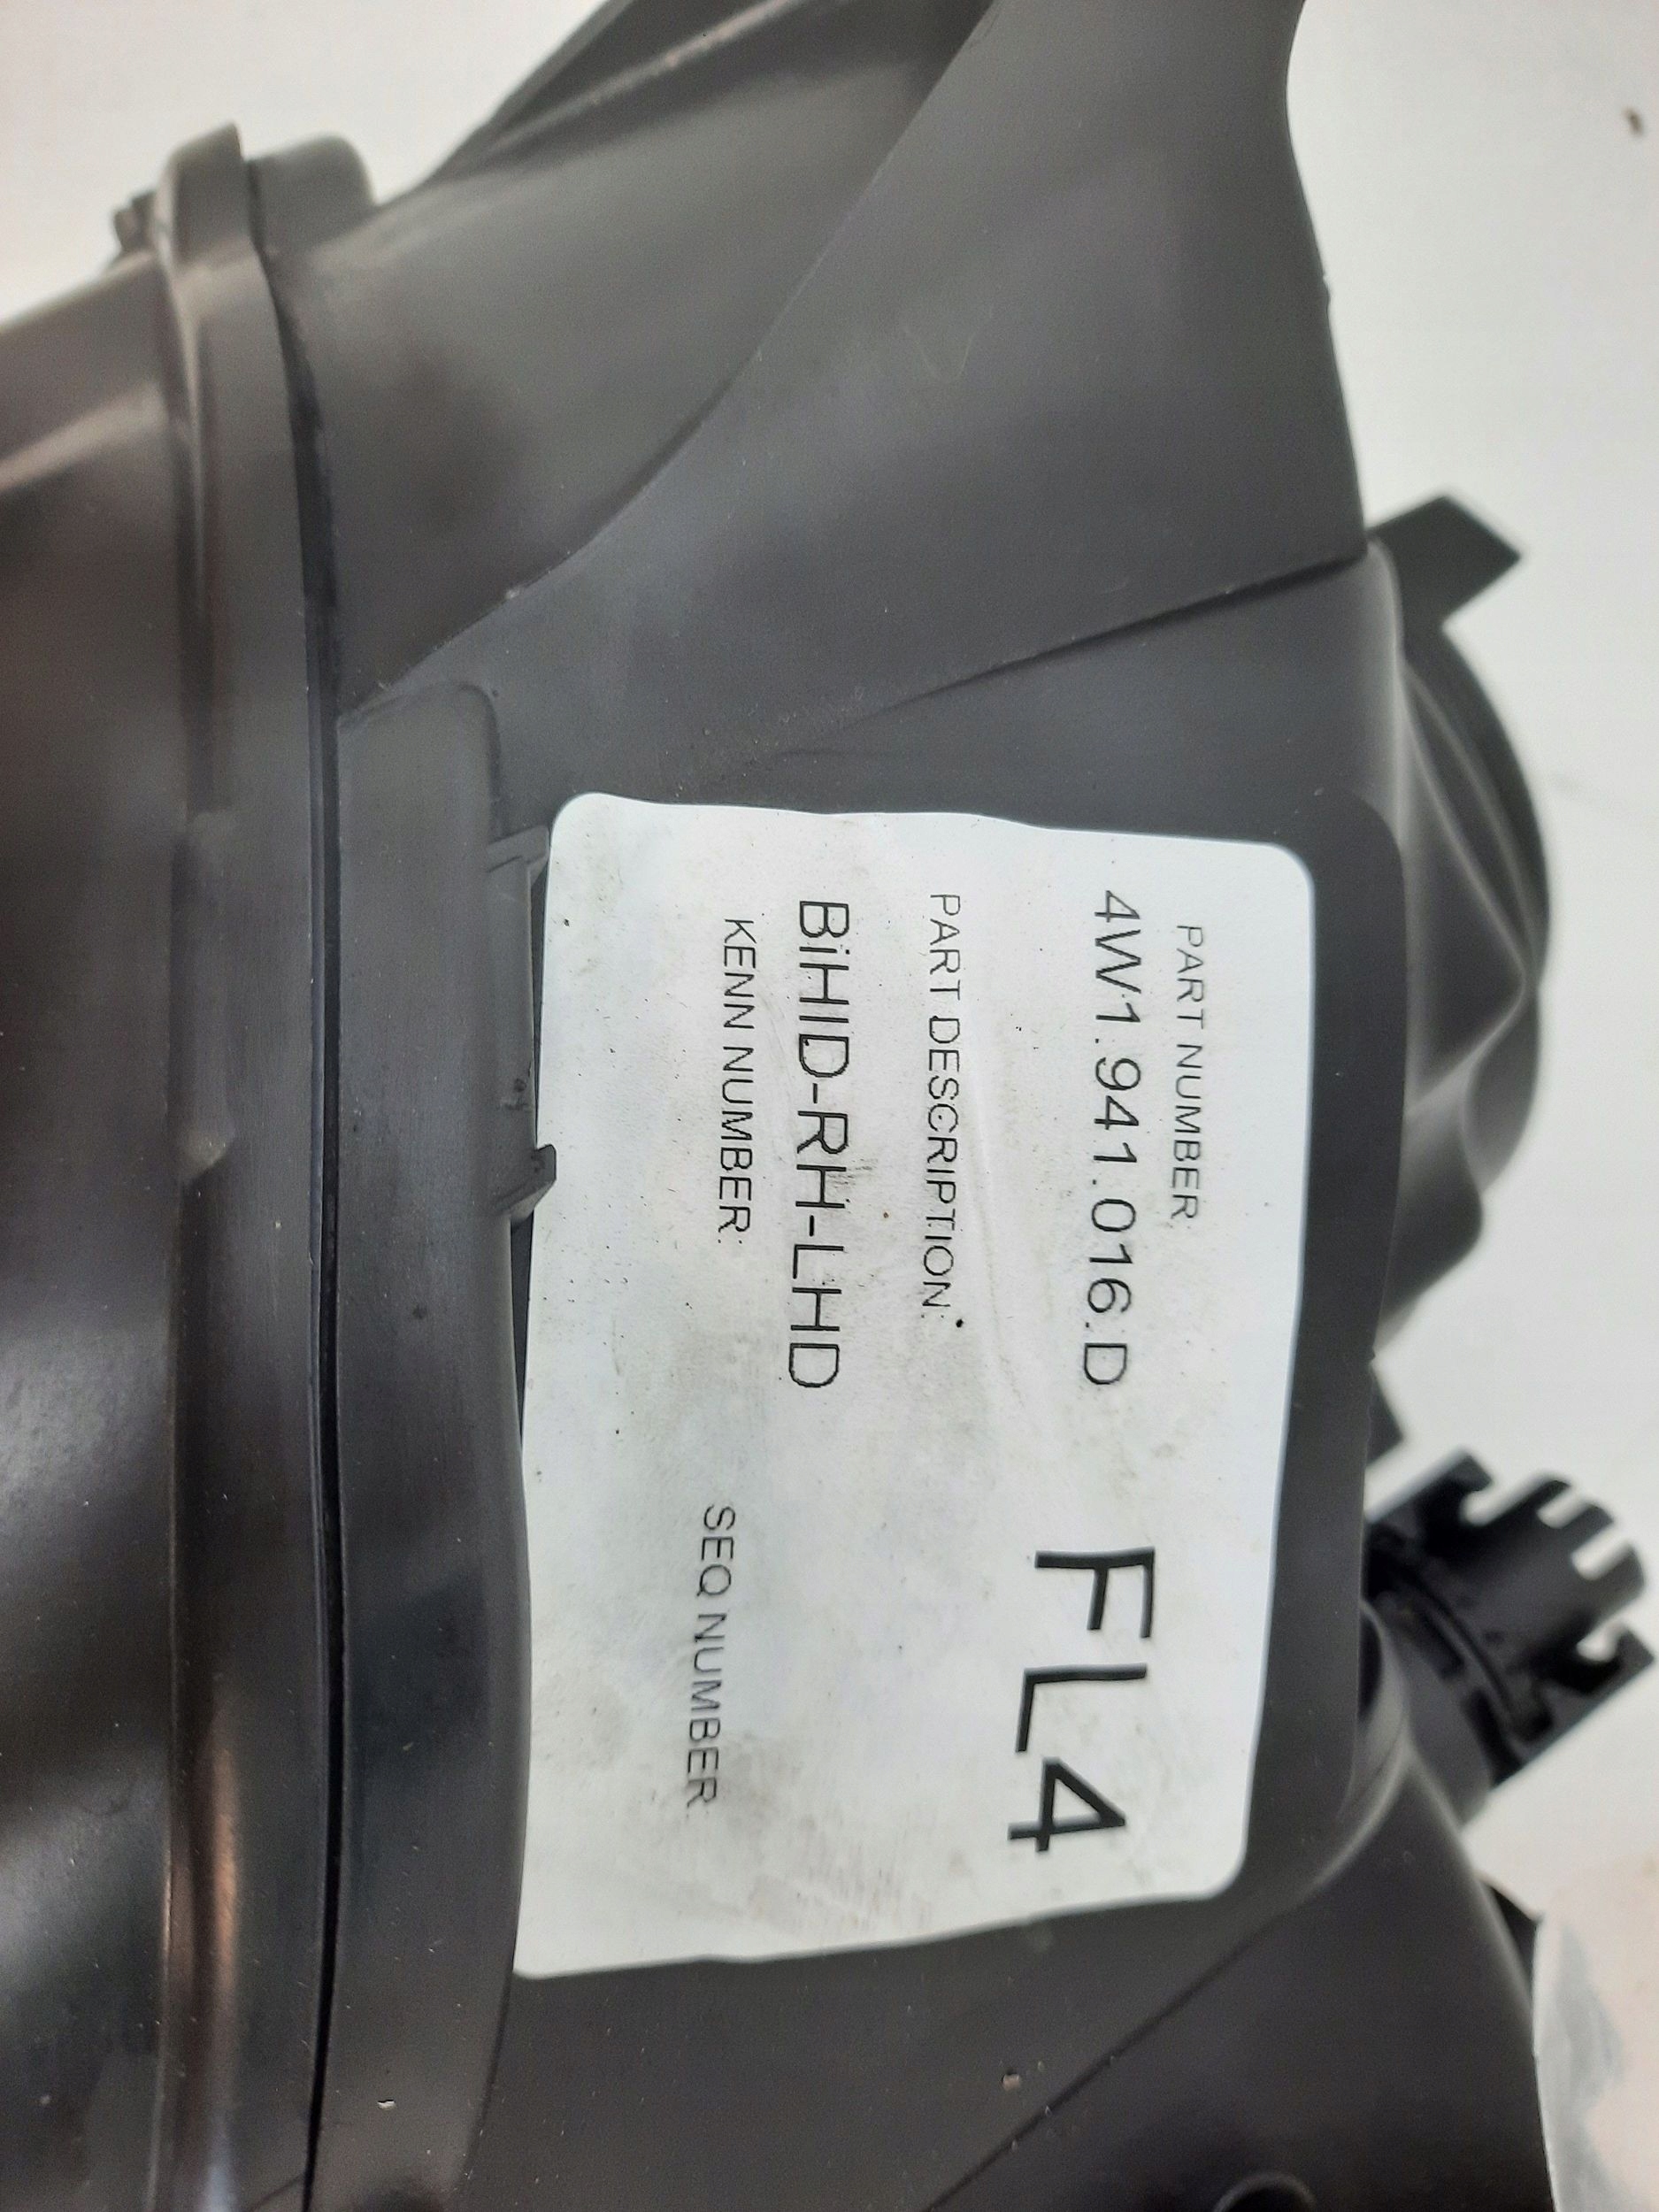 PART NUMBER
4W1.941.016.D
FL4
PART DESCRIPTION:
BiHID-RH-LHD
KENN NUMBER:
SEQ NUMBER: